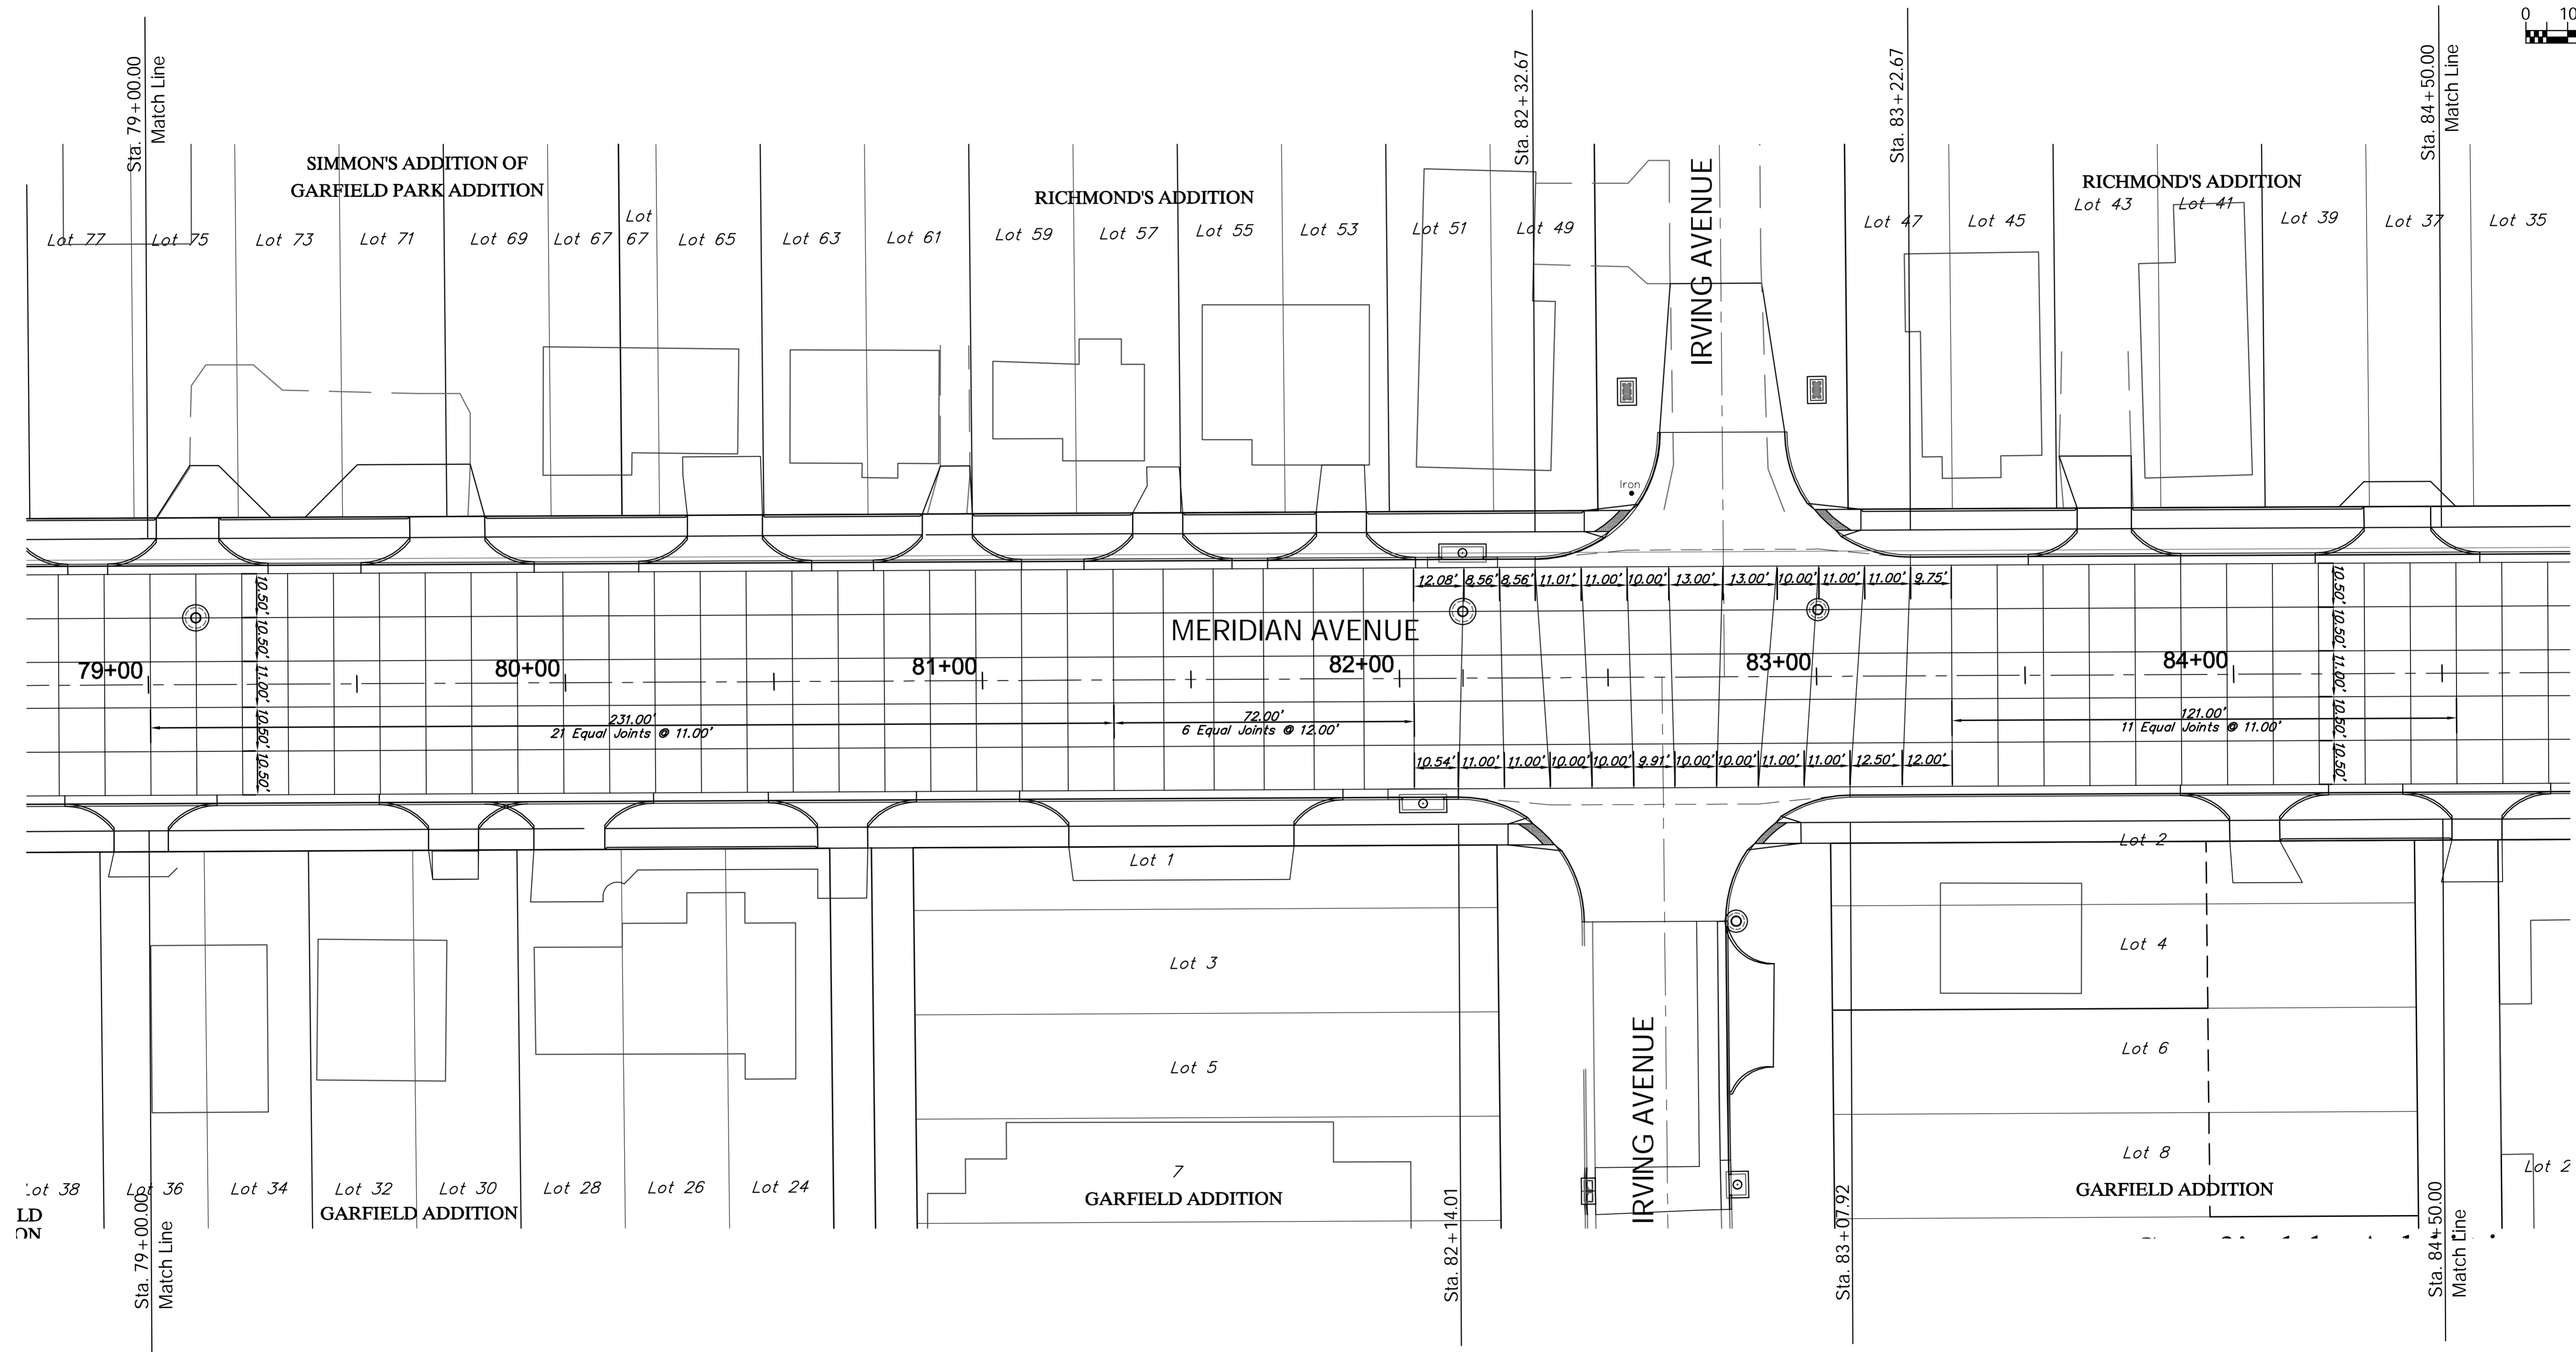 0 10
Sta. 79+00.00
Match Line
Sta. 82+32.67
Sta. 83+22.67
Sta. 84+50.00
Match Line
SIMMON'S ADDITION OF
GARFIELD PARK ADDITION
RICHMOND'S ADDITION
RICHMOND'S ADDITION
IRVING AVENUE
Lot 77
Lot 75
Lot 73
Lot 71
Lot 69
Lot 67
Lot
67
Lot 65
Lot 63
Lot 61
Lot 59
Lot 57
Lot 55
Lot 53
Lot 51
Lot 49
Lot 47
Lot 45
Lot 43
Lot 41
Lot 39
Lot 37
Lot 35
Iron
12.08' 8.56' 8.56' 11.01' 11.00' 10.00' 13.00' 13.00' 10.00' 11.00' 11.00' 9.75'
10.50' 10.50' 11.00' 10.50' 10.50'
10.50' 10.50' 11.00' 10.50' 10.50'
MERIDIAN AVENUE
79+00
80+00
81+00
82+00
83+00
84+00
231.00'
21 Equal Joints @ 11.00'
72.00'
6 Equal Joints @ 12.00'
121.00'
11 Equal Joints @ 11.00'
10.54' 11.00' 11.00' 10.00' 10.00' 9.91' 10.00' 10.00' 11.00' 11.00' 12.50' 12.00'
Lot 1
Lot 2
Lot 3
Lot 4
Lot 5
Lot 6
7
Lot 8
Lot 38
Lot 36
Lot 34
Lot 32
Lot 30
Lot 28
Lot 26
Lot 24
Lot 2
LD
ON
GARFIELD ADDITION
GARFIELD ADDITION
GARFIELD ADDITION
IRVING AVENUE
Sta. 79+00.00
Match Line
Sta. 82+14.01
Sta. 83+07.92
Sta. 84+50.00
Match Line